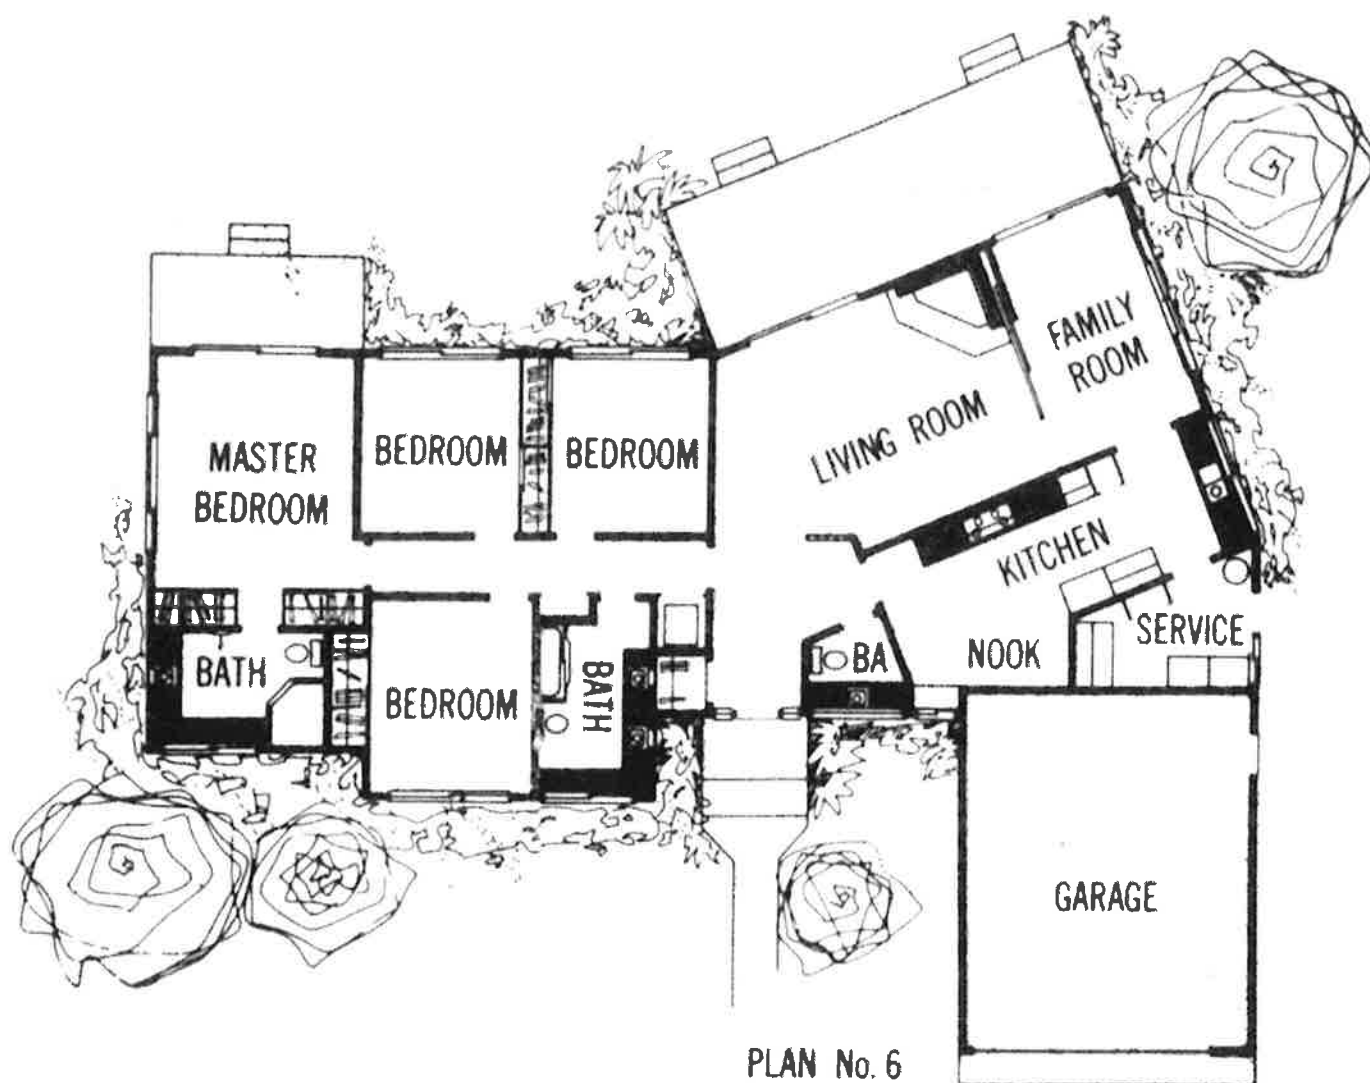 FAMILY
ROOM
LIVING ROOM
MASTER
BEDROOM
BEDROOM
BEDROOM
KITCHEN
BATH
BEDROOM
BATH
BA
NOOK
SERVICE
GARAGE
PLAN No. 6